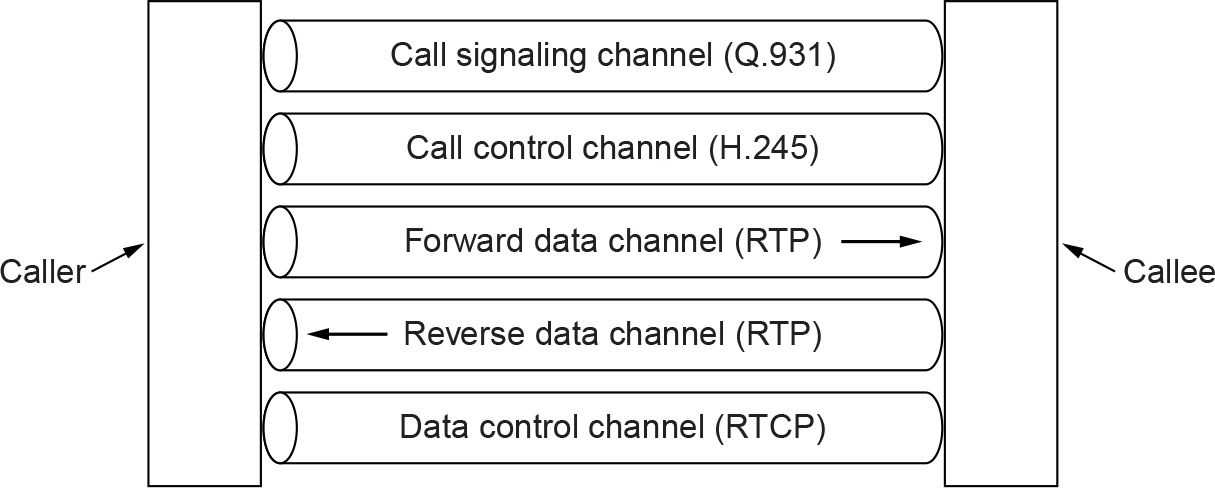 Call signaling channel (Q.931)
Call control channel (H.245)
Forward data channel (RTP)
Caller
Callee
Reverse data channel (RTP)
Data control channel (RTCP)